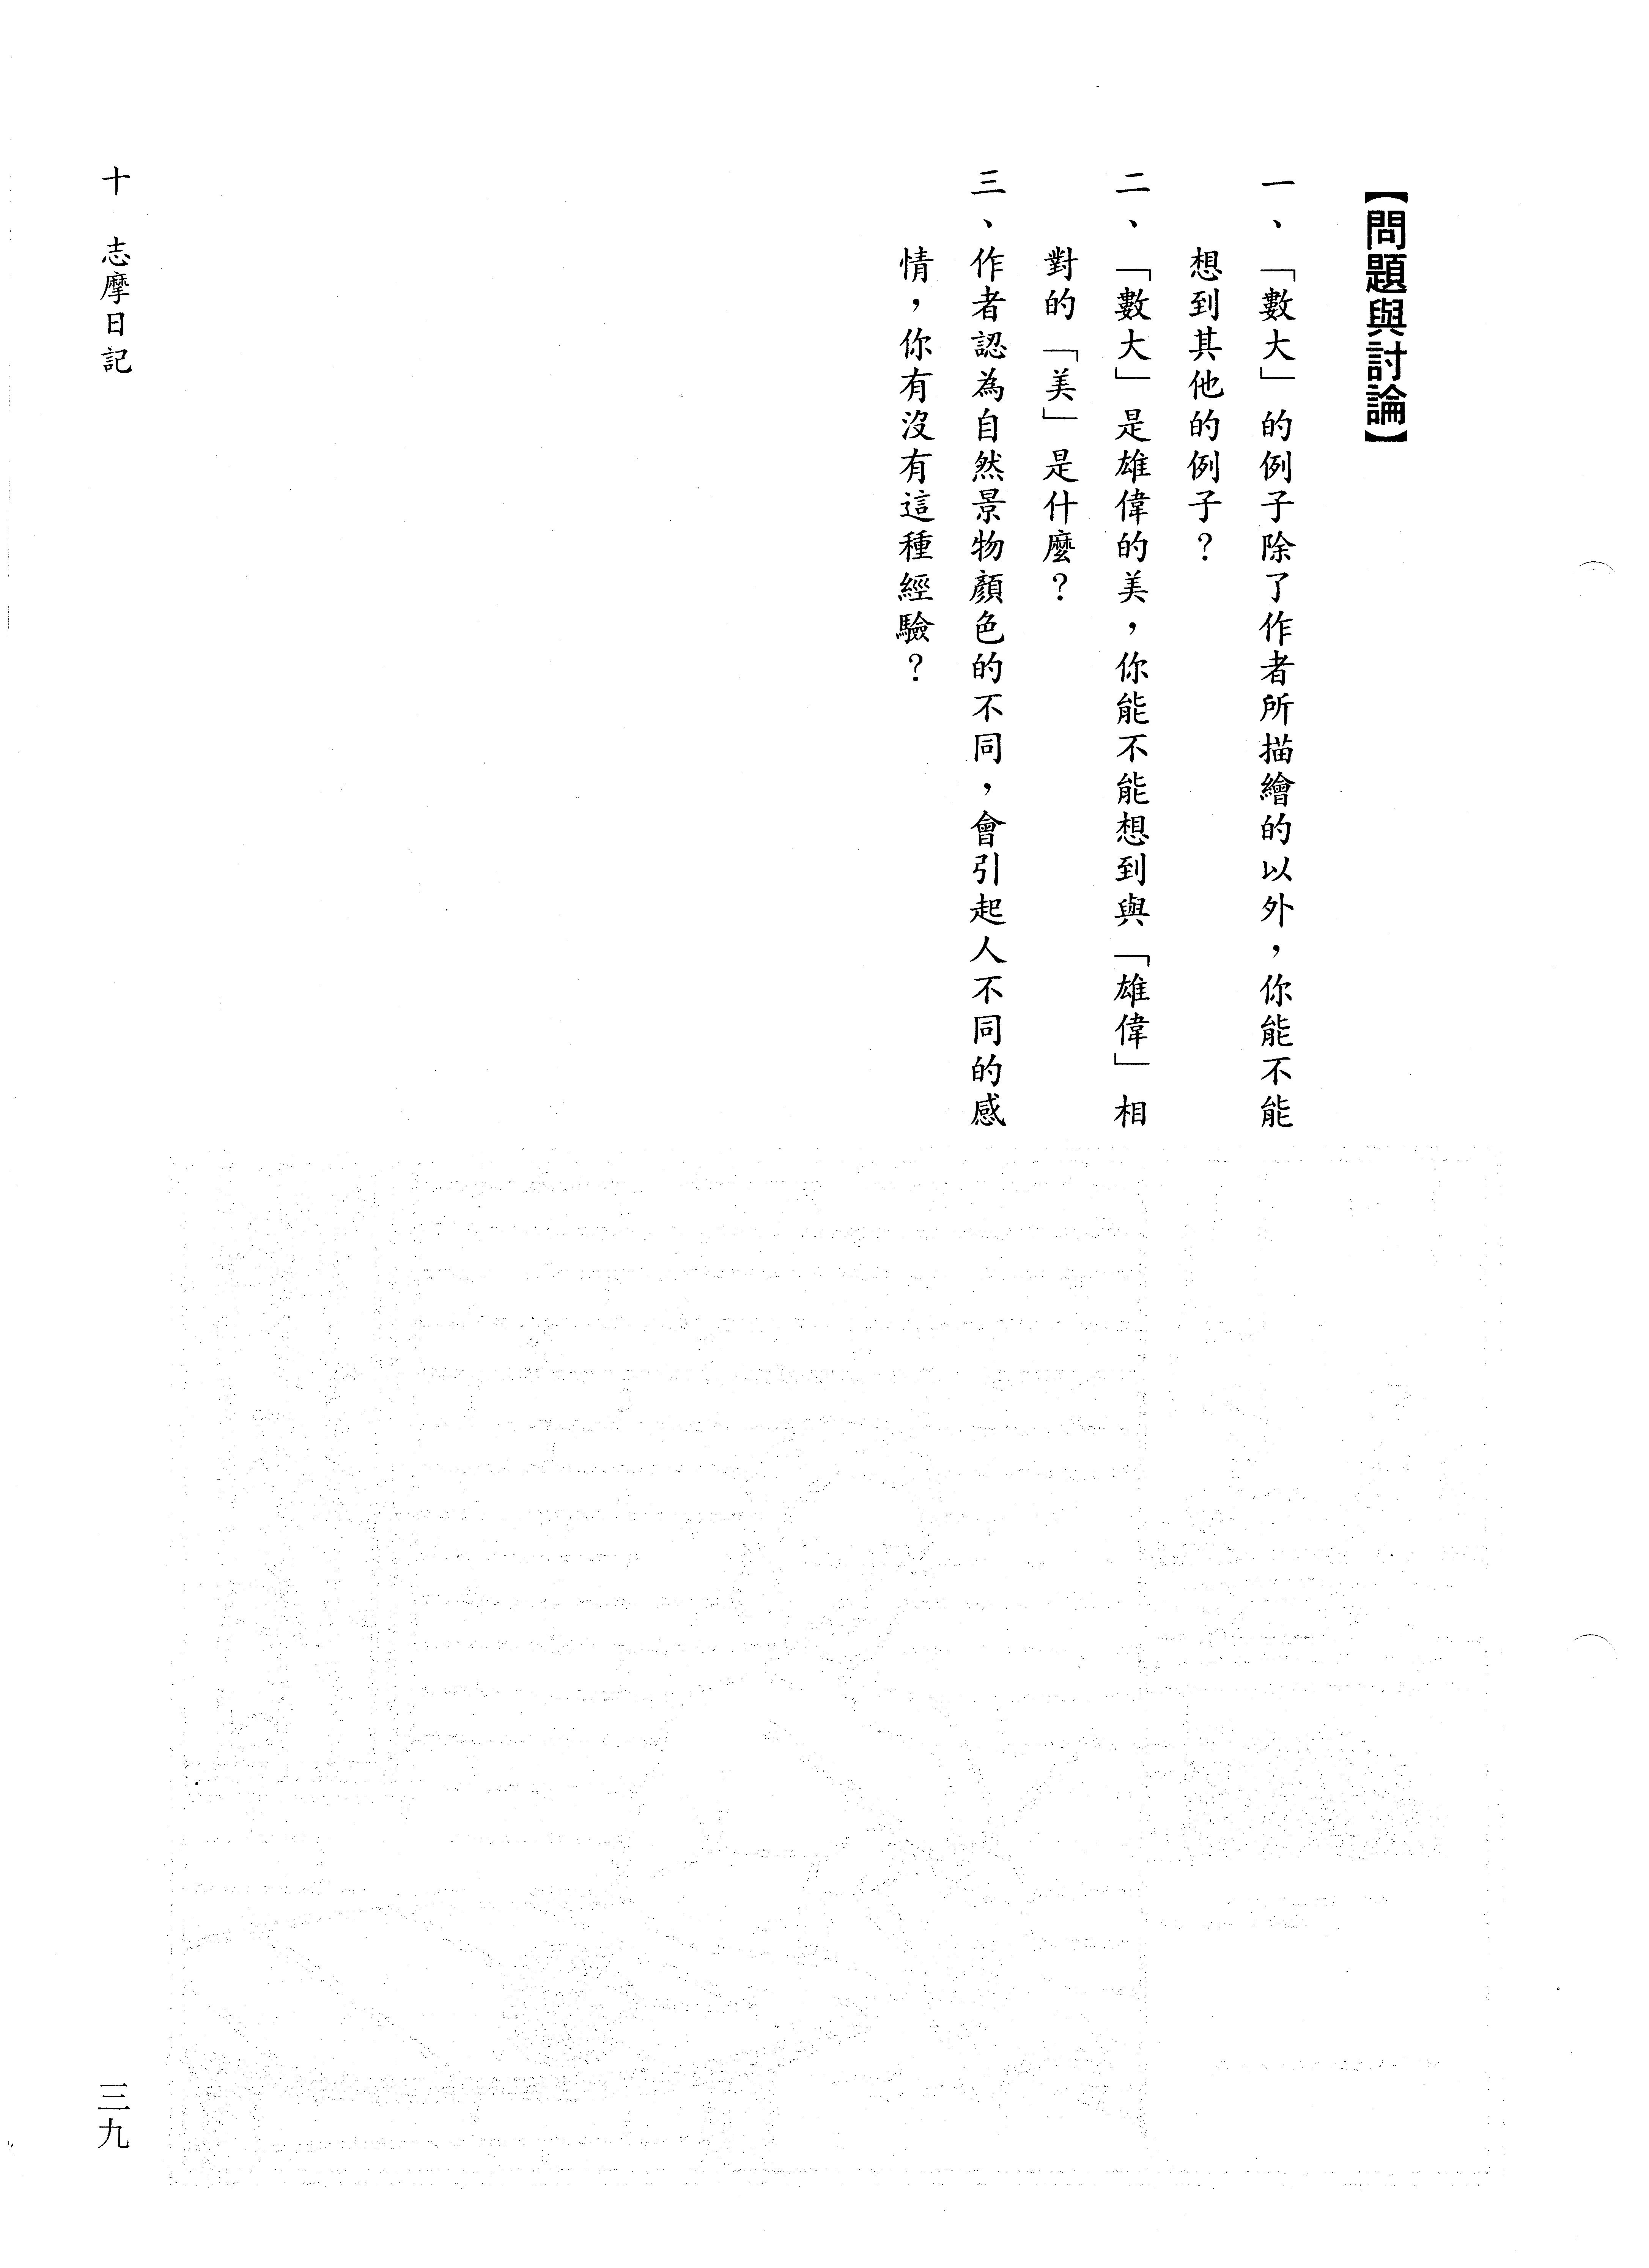 【問題與討論】
一、「數大」的例子除了作者所描繪的以外，你能不能
想到其他的例子？
二、「數大」是雄偉的美，你能不能想到與「雄偉」相
對的「美」是什麼？
三、作者認為自然景物顏色的不同，會引起人不同的感
情，你有沒有這種經驗？
十　志摩日記
三九